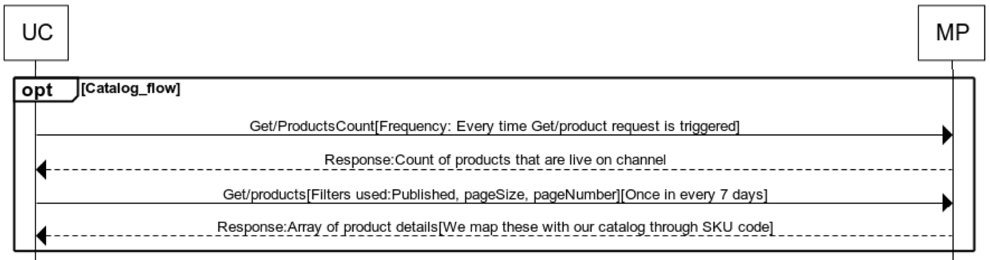 UC
MP
opt
[Catalog_flow]
Get/ProductsCount[Frequency: Every time Get/product request is triggered]
Response:Count of products that are live on channel
Get/products[Filters used:Published, pageSize, pageNumber][Once in every 7 days]
Response:Array of product details[We map these with our catalog through SKU code]